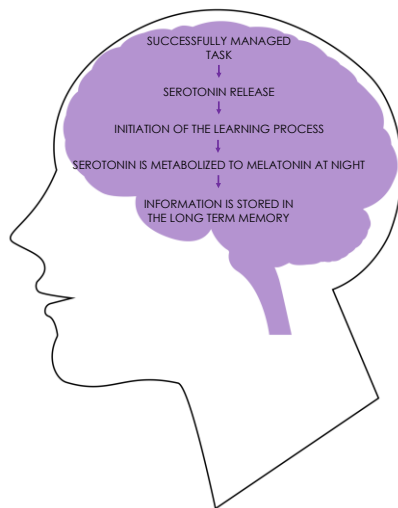 SUCCESSFULLY MANAGED
TASK
SEROTONIN RELEASE
INITIATION OF THE LEARNING PROCESS
SEROTONIN IS METABOLIZED TO MELATONIN AT NIGHT
INFORMATION IS STORED IN
THE LONG TERM MEMORY